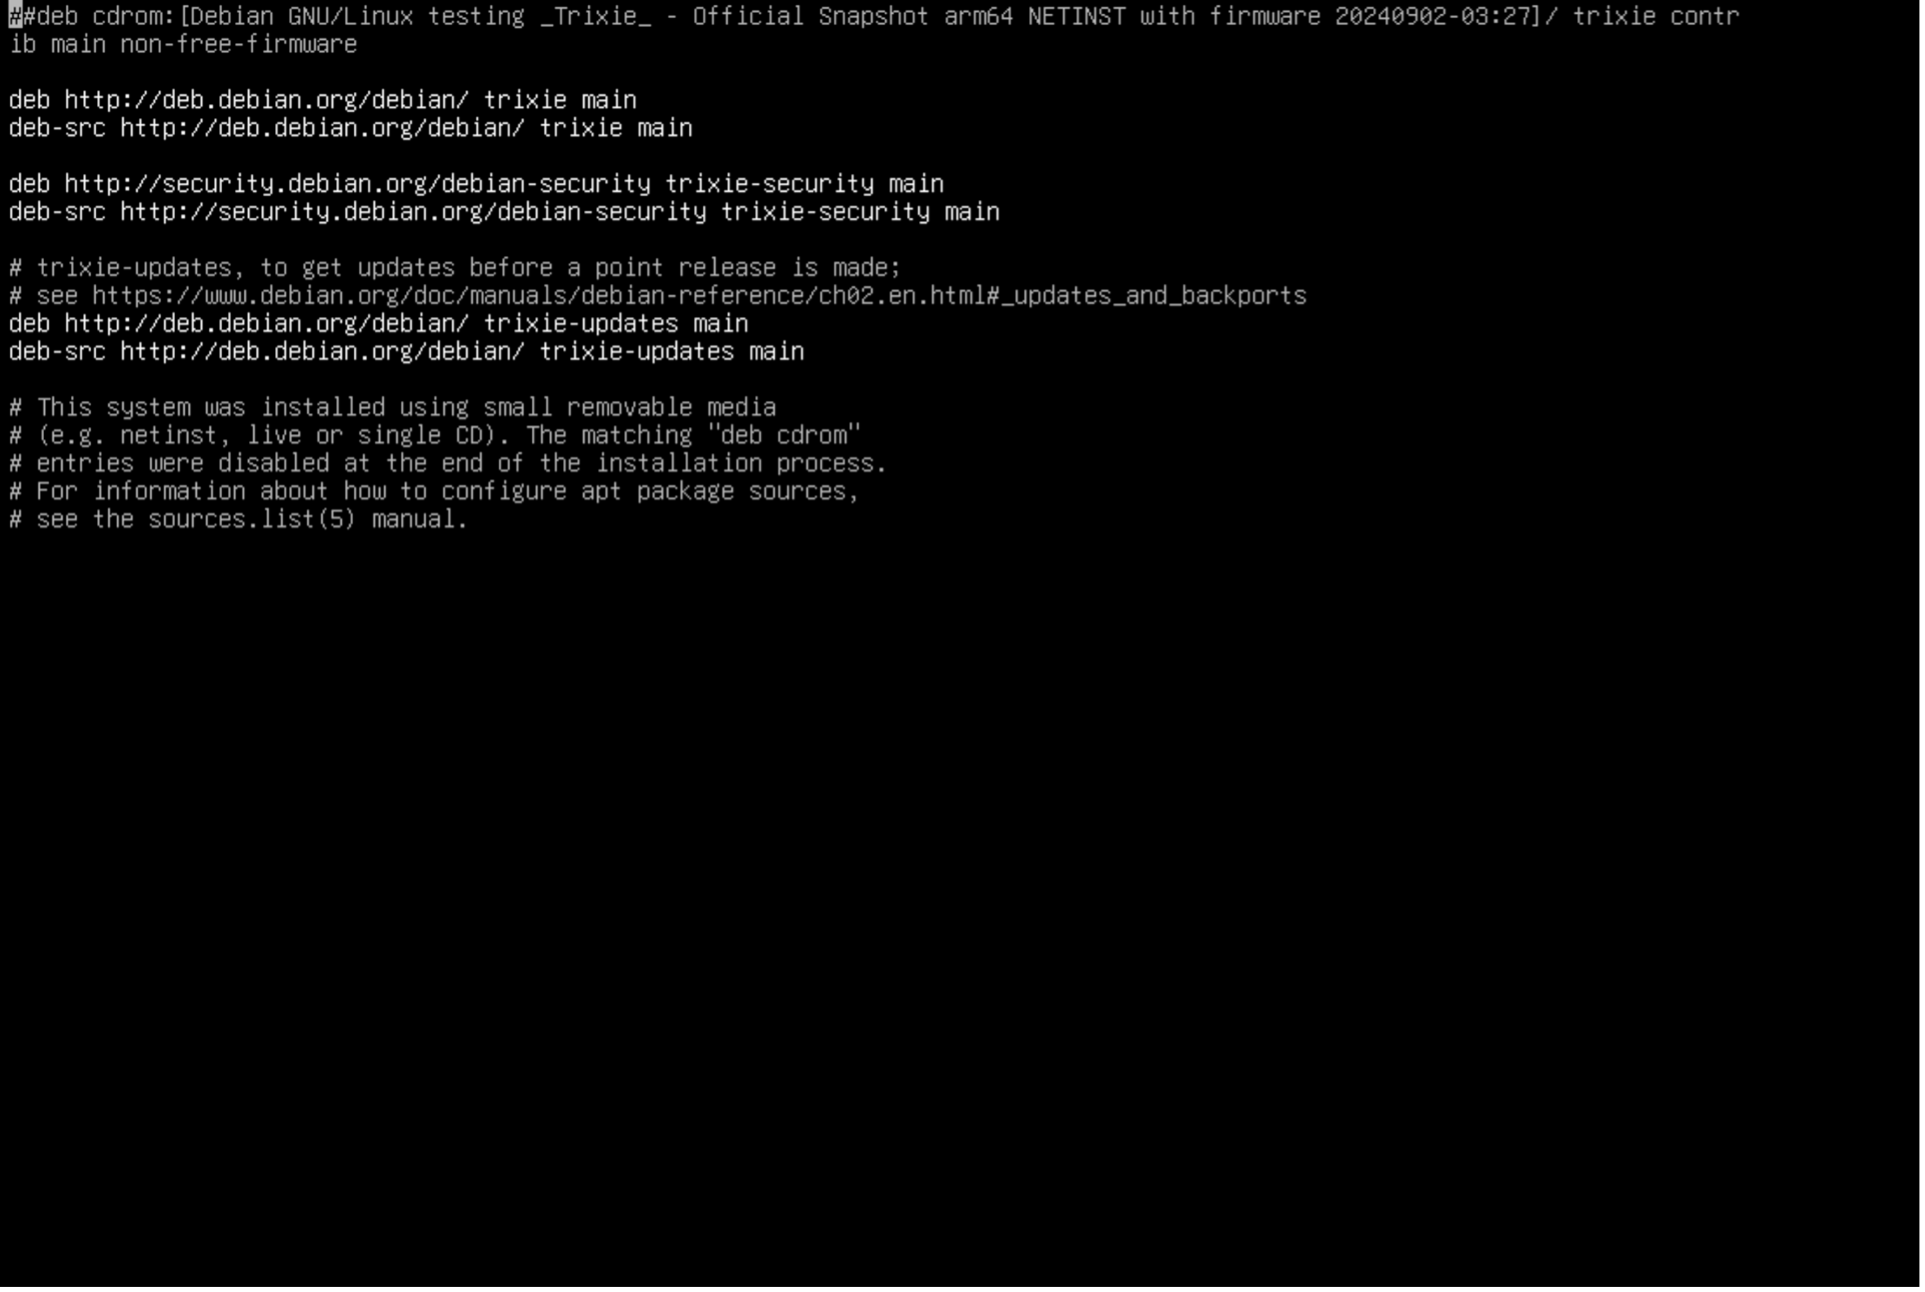 ##deb cdrom:[Debian GNU/Linux testing _Trixie_ - Official Snapshot arm64 NETINST with firmware 20240902-03:27]/ trixie contr
ib main non-free-firmware
deb http://deb.debian.org/debian/ trixie main
deb-src http://deb.debian.org/debian/ trixie main
deb http://security.debian.org/debian-security trixie-security main
deb-src http://security.debian.org/debian-security trixie-security main
# trixie-updates, to get updates before a point release is made;
# see https://www.debian.org/doc/manuals/debian-reference/ch02.en.html#_updates_and_backports
deb http://deb.debian.org/debian/ trixie-updates main
deb-src http://deb.debian.org/debian/ trixie-updates main
# This system was installed using small removable media
# (e.g. netinst, live or single CD). The matching "deb cdrom"
# entries were disabled at the end of the installation process.
# For information about how to configure apt package sources,
# see the sources.list(5) manual.